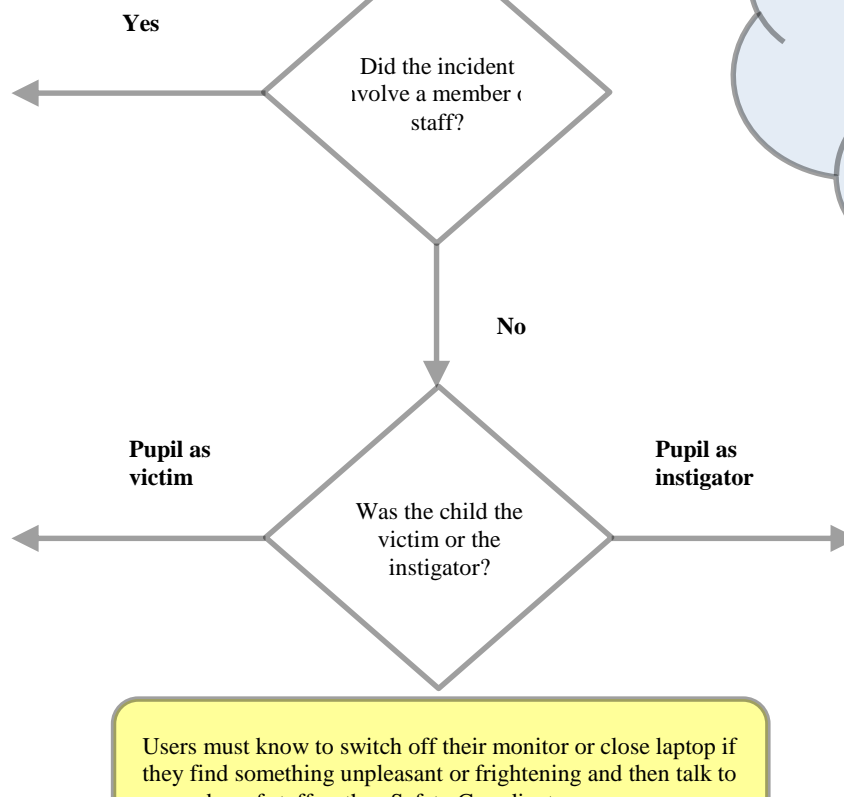 Yes
Did the incident
volve a member
staff?
No
Pupil as
victim
Pupil as
instigator
Was the child the
victim or the
instigator?
Users must know to switch off their monitor or close laptop if
they find something unpleasant or frightening and then talk to